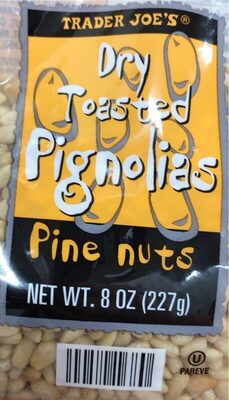 TRADER JOE'S®
Dry
Toasted
Pignolias
Pine nuts
NET WT. 8 OZ (227g)
U
PAREVE